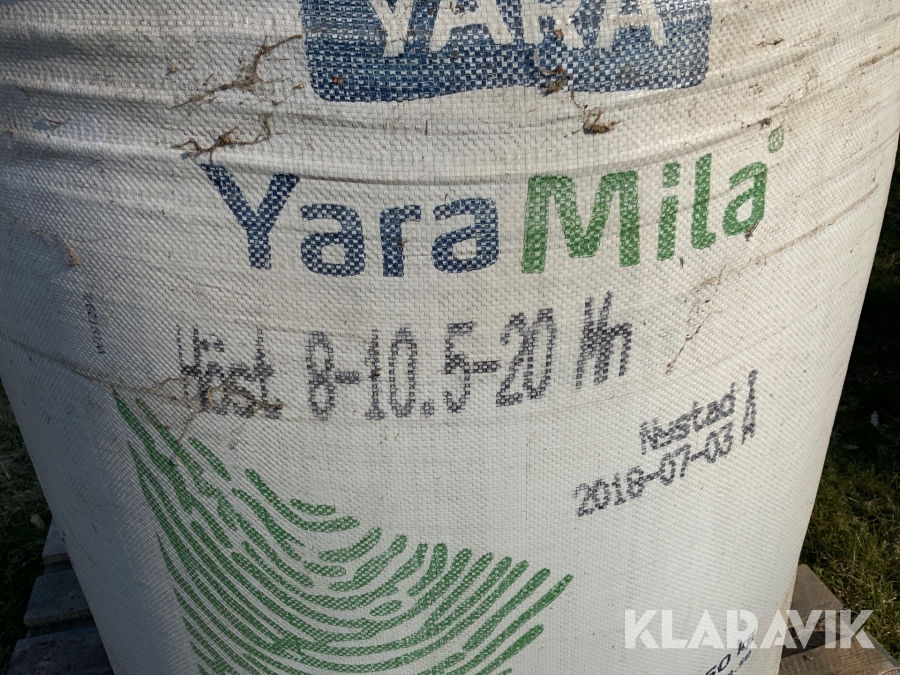 YARA
YaraMila®
Höst 8-10.5-20 Mn
Nystad Å
2018-07-03 Å
KLARAVIK